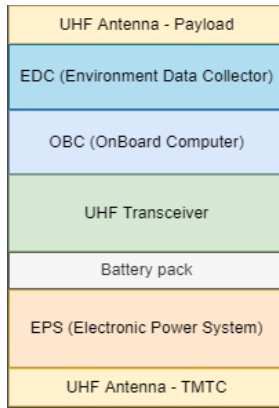 UHF Antenna - Payload
EDC (Environment Data Collector)
OBC (OnBoard Computer)
UHF Transceiver
Battery pack
EPS (Electronic Power System)
UHF Antenna - TMTC